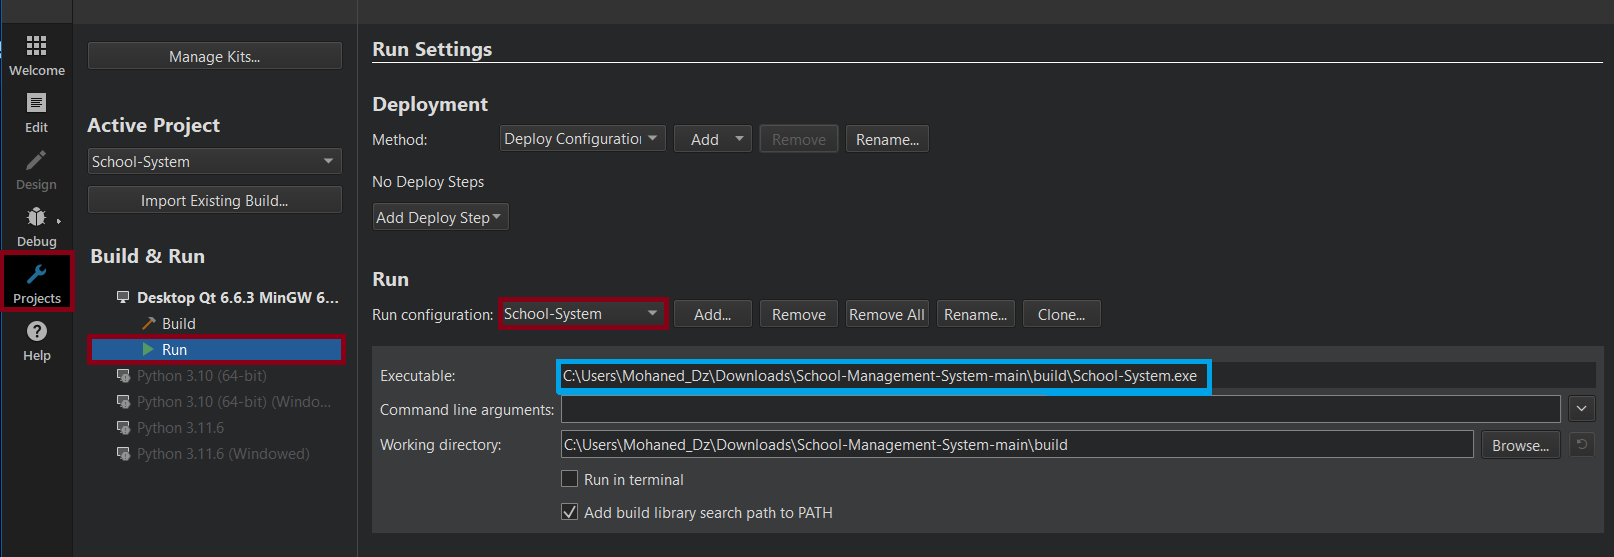 Welcome
Edit
Design
Debug
Projects
Help
Manage Kits...
Active Project
School-System
Import Existing Build...
Build & Run
Desktop Qt 6.6.3 MinGW 6...
Build
Run
Python 3.10 (64-bit)
Python 3.10 (64-bit) (Windo...
Python 3.11.6
Python 3.11.6 (Windowed)
Run Settings
Deployment
Method: Deploy Configuration Add Remove Rename...
No Deploy Steps
Add Deploy Step
Run
Run configuration: School-System Add... Remove Remove All Rename... Clone...
Executable: C:\Users\Mohaned_Dz\Downloads\School-Management-System-main\build\School-System.exe
Command line arguments:
Working directory: C:\Users\Mohaned_Dz\Downloads\School-Management-System-main\build Browse...
Run in terminal
Add build library search path to PATH